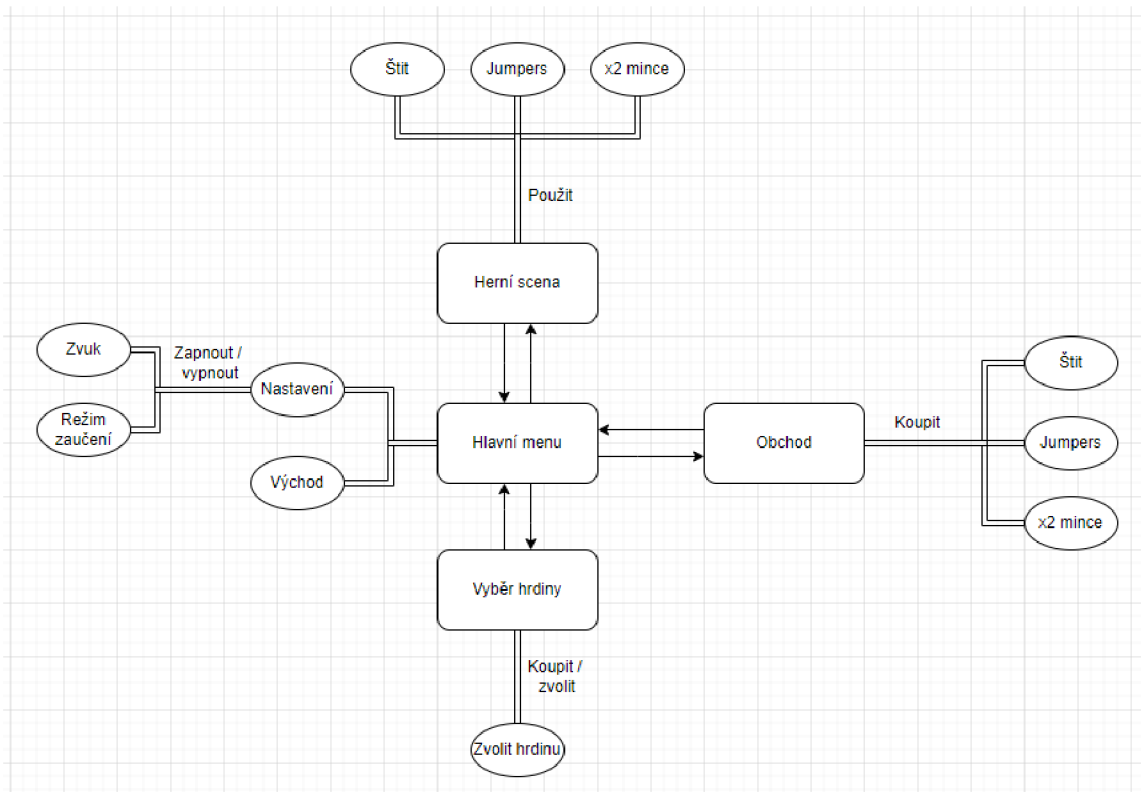 Štit
Jumpers
x2 mince
Použit
Herní scena
Zvuk
Zapnout /
vypnout
Nastavení
Štit
Režim
zaučení
Hlavní menu
Obchod
Koupit
Jumpers
Východ
x2 mince
Vyběr hrdiny
Koupit /
zvolit
Zvolit hrdinu